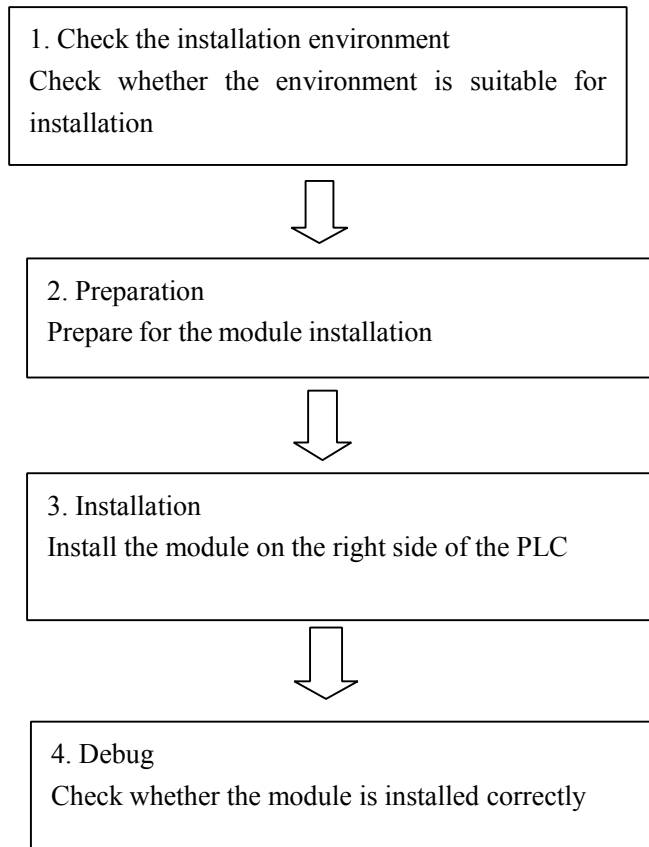 1. Check the installation environment
Check whether the environment is suitable for
installation
2. Preparation
Prepare for the module installation
3. Installation
Install the module on the right side of the PLC
4. Debug
Check whether the module is installed correctly